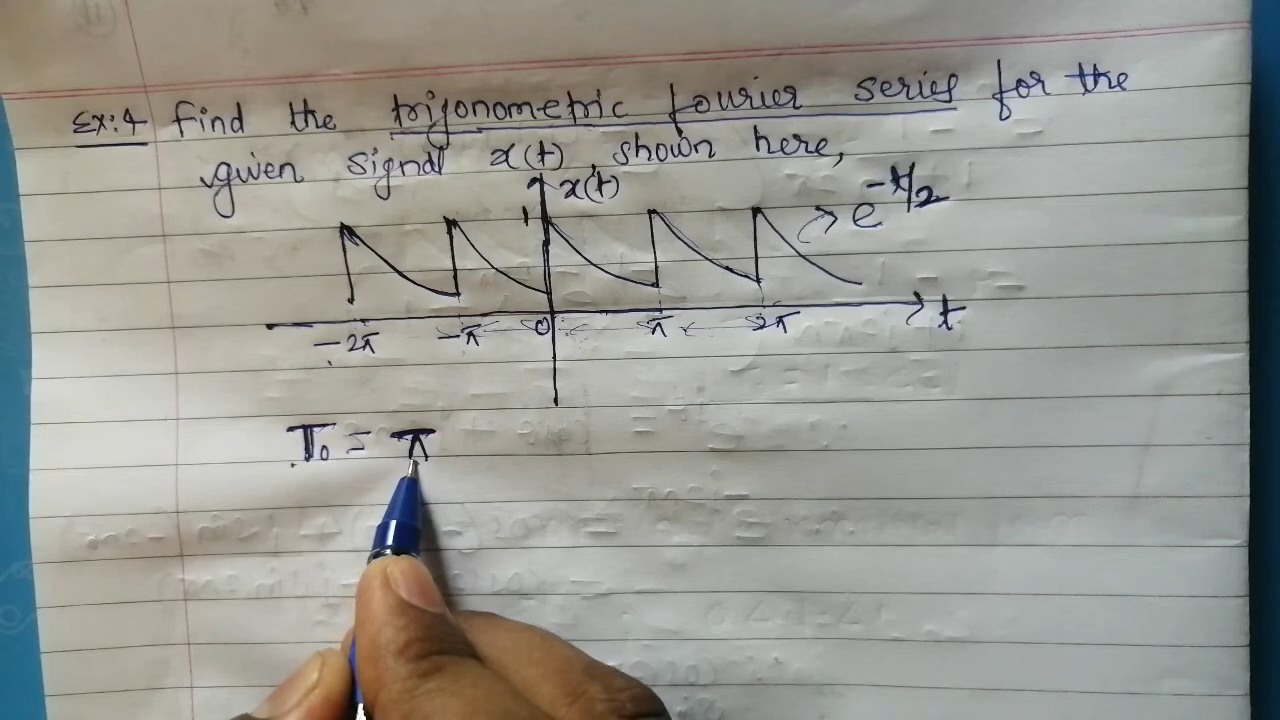 Ex:4 Find the trigonometric fourier series for the
given signal x(t), shown here,
x(t)
1
e^{-t/2}
-2π -π 0 π 2π t
T₀ = π